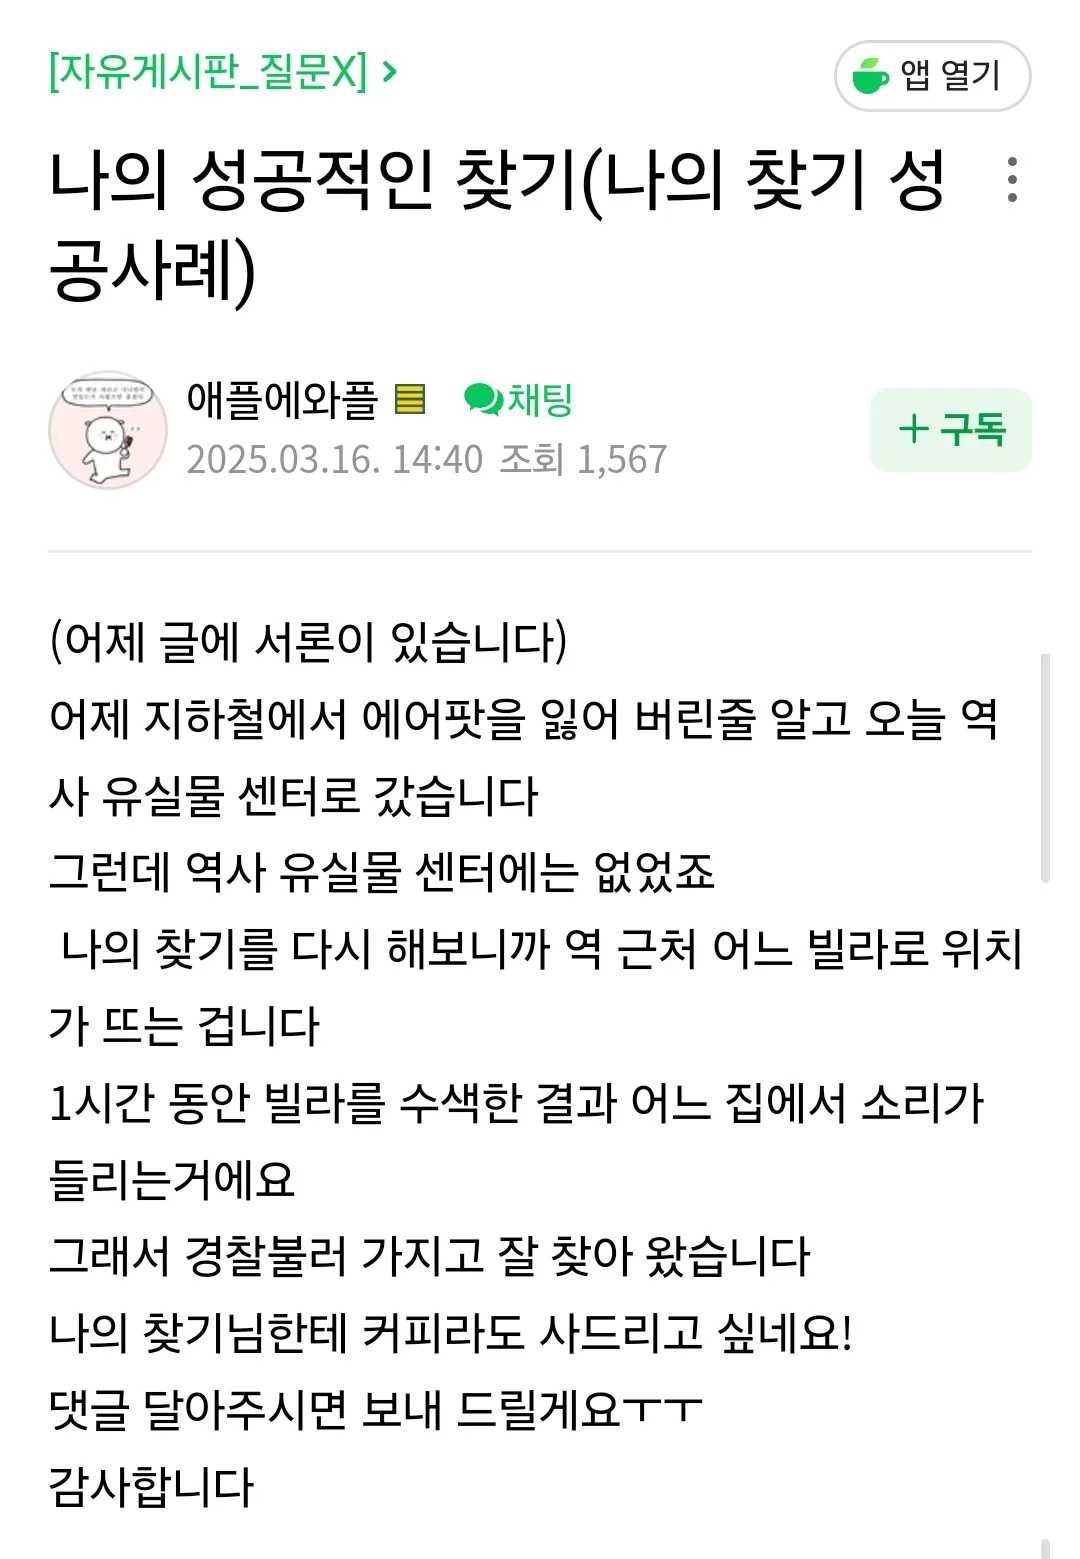 [자유게시판_질문X] >
앱 열기
나의 성공적인 찾기(나의 찾기 성
공사례)
애플에와플 채팅
2025.03.16. 14:40 조회 1,567
+ 구독
(어제 글에 서론이 있습니다)
어제 지하철에서 에어팟을 잃어 버린줄 알고 오늘 역
사 유실물 센터로 갔습니다
그런데 역사 유실물 센터에는 없었죠
나의 찾기를 다시 해보니까 역 근처 어느 빌라로 위치
가 뜨는 겁니다
1시간 동안 빌라를 수색한 결과 어느 집에서 소리가
들리는거에요
그래서 경찰불러 가지고 잘 찾아 왔습니다
나의 찾기님한테 커피라도 사드리고 싶네요!
댓글 달아주시면 보내 드릴게요ㅜㅜ
감사합니다